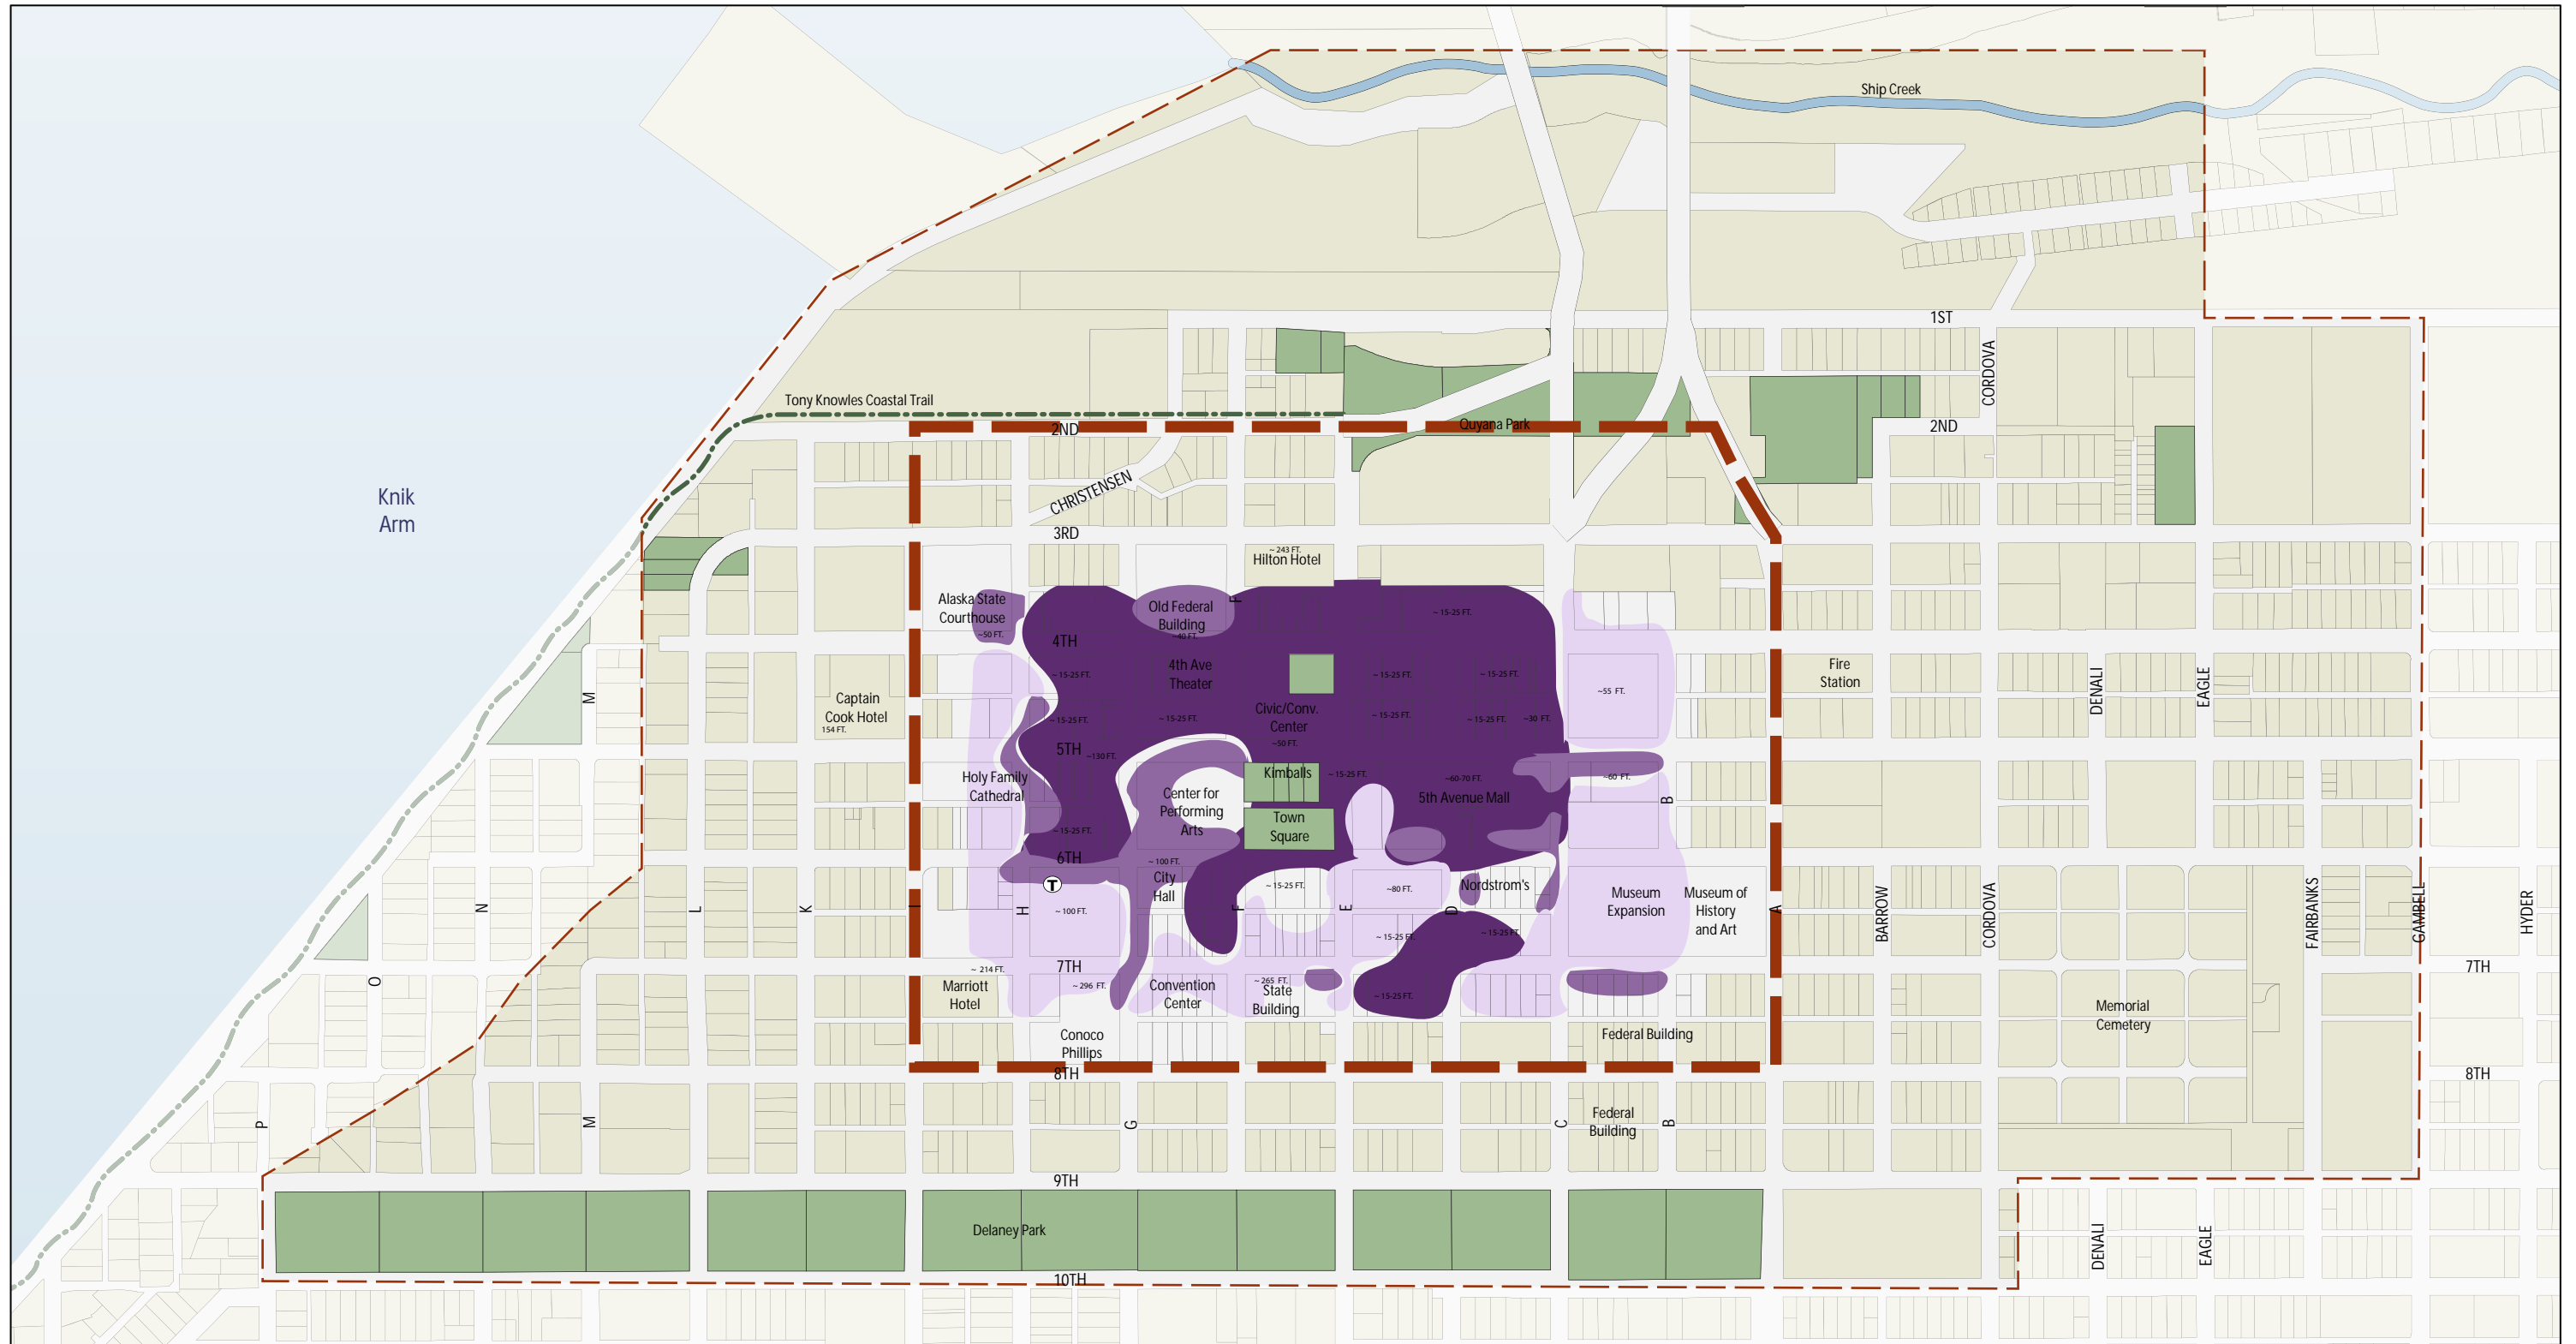 Ship Creek
1ST
CORDOVA
Tony Knowles Coastal Trail
2ND
Quyana Park
2ND
Knik
Arm
CHRISTENSEN
3RD
~ 243 FT.
Hilton Hotel
Alaska State
Courthouse
~50 FT.
Old Federal
Building
~40 FT.
F
~ 15-25 FT.
4TH
4th Ave
Theater
~ 15-25 FT.
~ 15-25 FT.
~ 15-25 FT.
~55 FT.
Fire
Station
DENALI
EAGLE
M
Captain
Cook Hotel
154 FT.
~ 15-25 FT.
~ 15-25 FT.
Civic/Conv.
Center
~50 FT.
~ 15-25 FT.
~ 15-25 FT.
~30 FT.
5TH
~130 FT.
Holy Family
Cathedral
Kimballs
~ 15-25 FT.
~60-70 FT.
~60 FT.
5th Avenue Mall
B
Center for
Performing
Arts
Town
Square
~ 15-25 FT.
6TH
T
~ 100 FT.
City
Hall
~ 15-25 FT.
~80 FT.
Nordstrom's
Museum
Expansion
Museum of
History
and Art
N
L
K
I
H
~ 100 FT.
F
E
D
A
BARROW
CORDOVA
FAIRBANKS
GAMBELL
HYDER
~ 15-25 FT.
~ 15-25 FT.
O
~ 214 FT.
7TH
7TH
Marriott
Hotel
~ 296 FT.
Convention
Center
~ 265 FT.
State
Building
~ 15-25 FT.
Memorial
Cemetery
Conoco
Phillips
Federal Building
8TH
8TH
P
M
G
C
Federal
Building
B
9TH
Delaney Park
DENALI
EAGLE
10TH